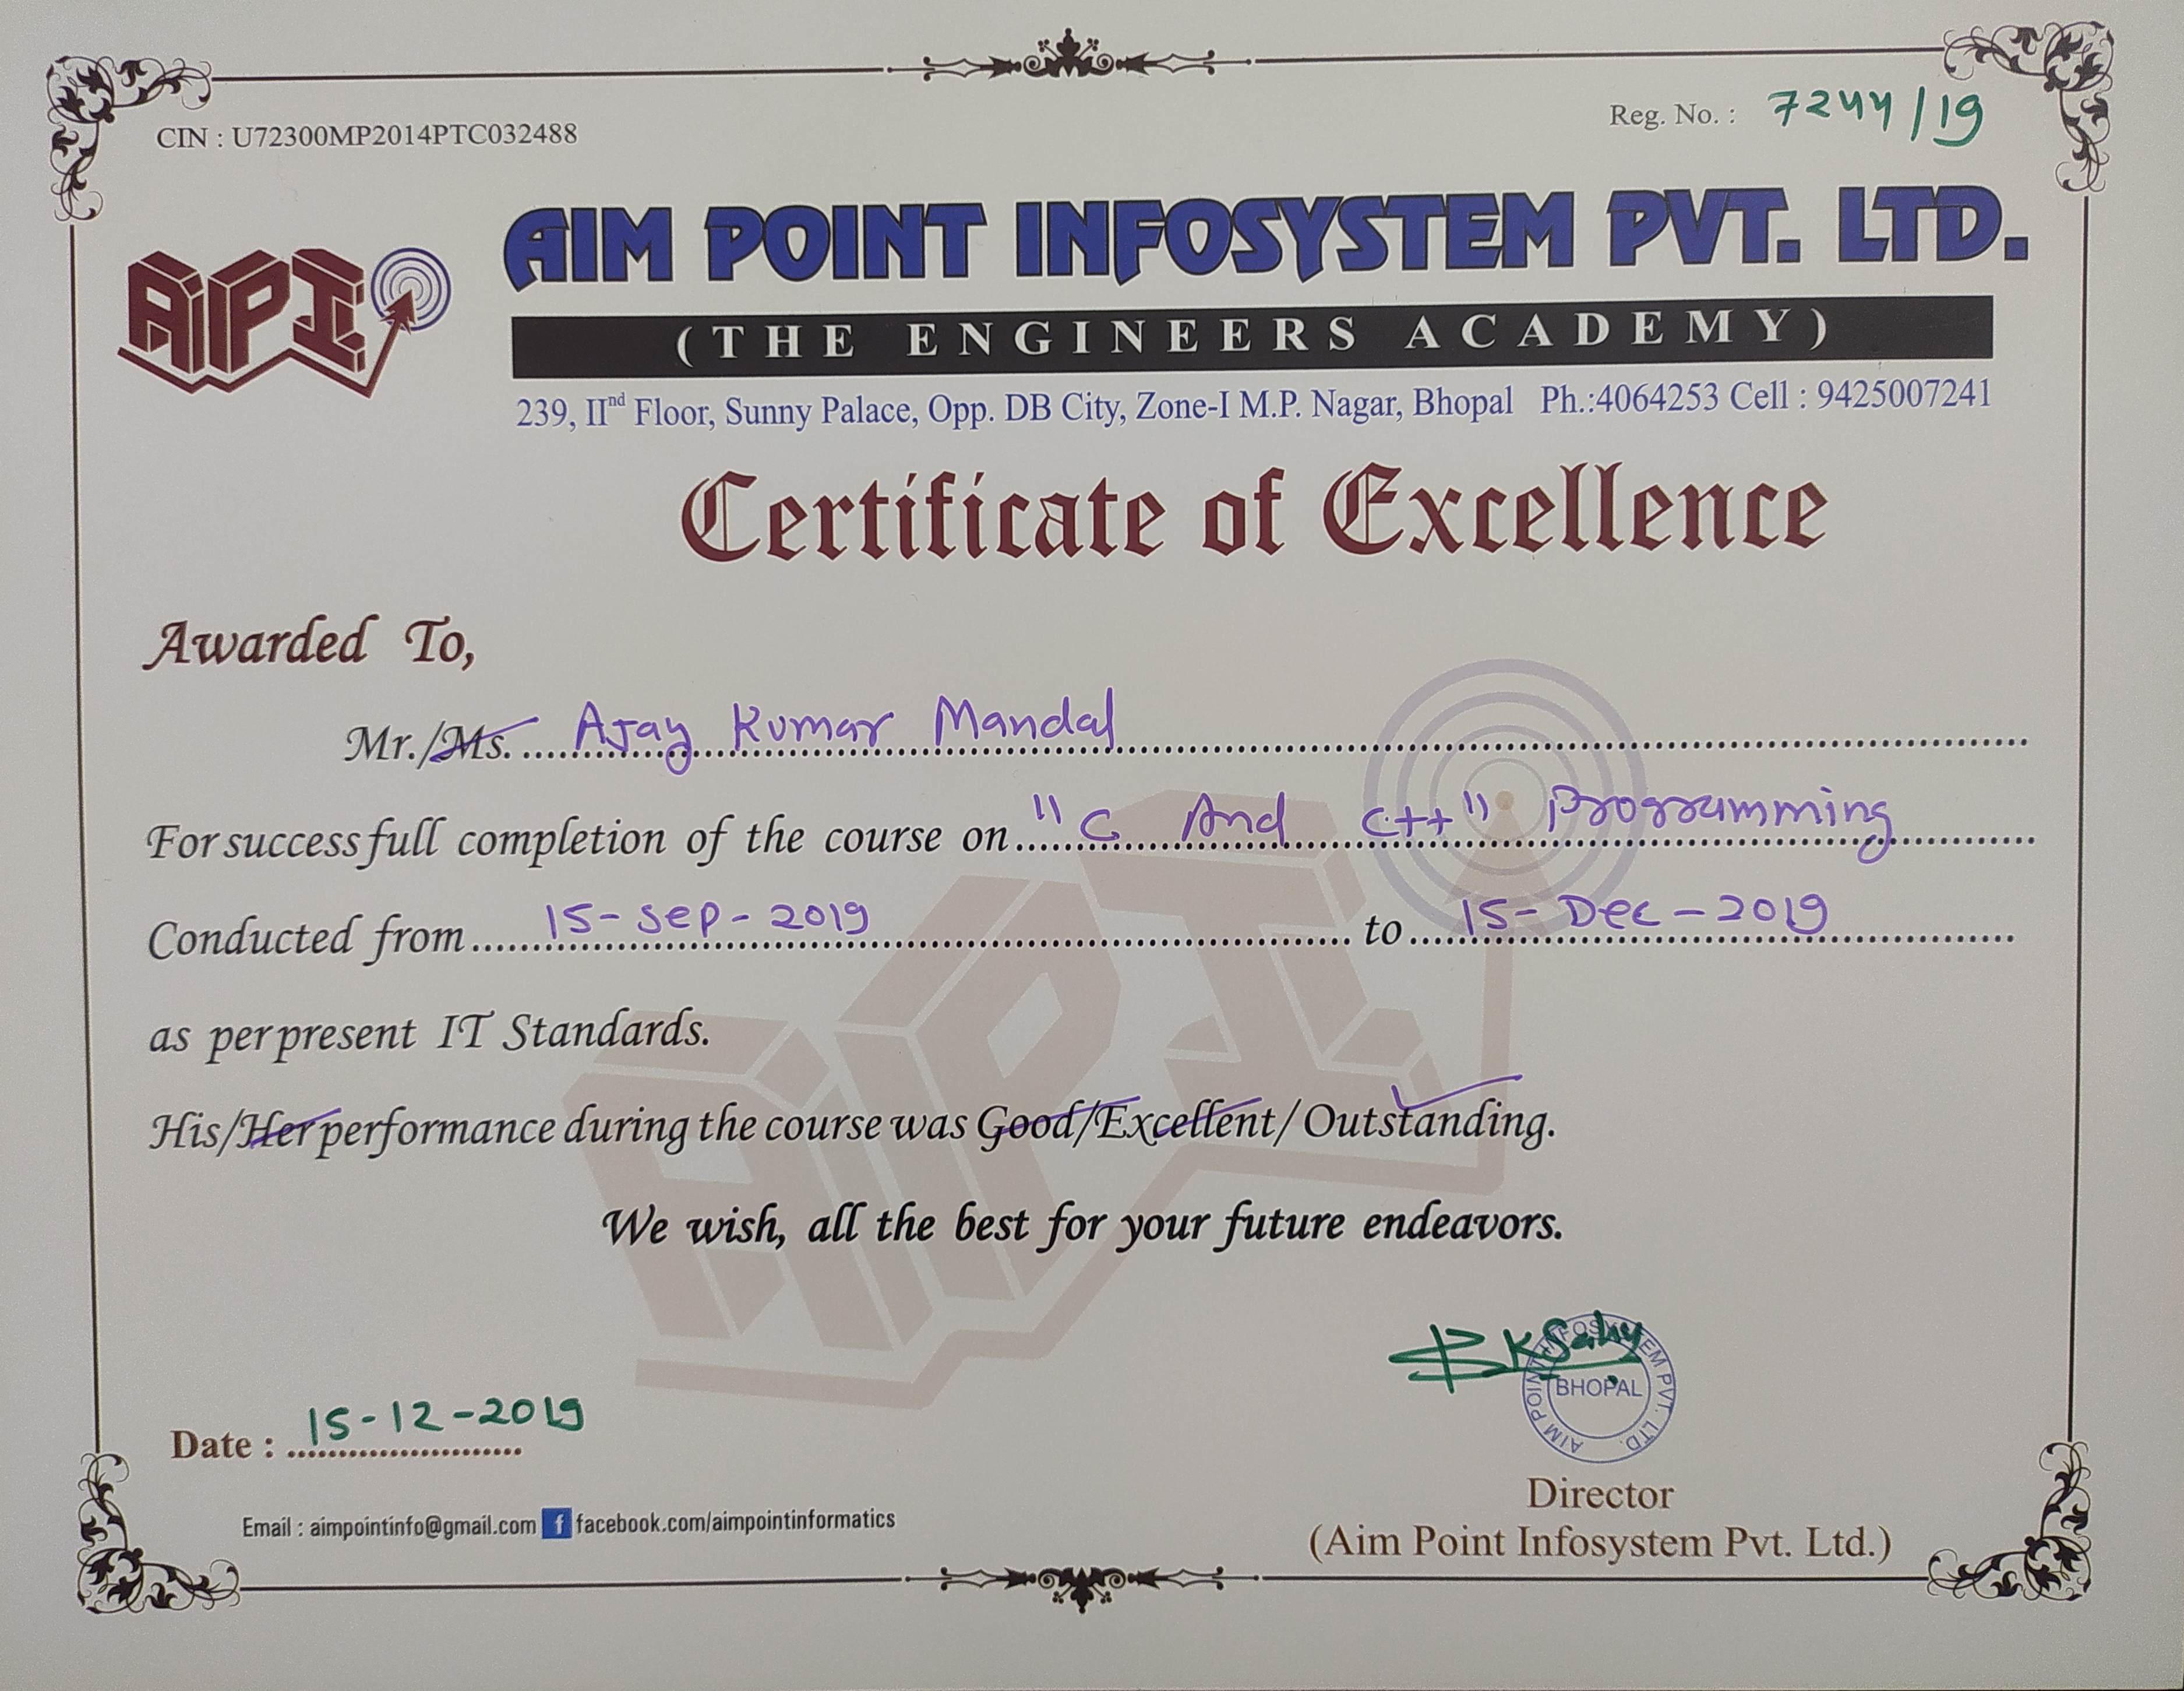 CIN : U72300MP2014PTC032488
Reg. No. : 7244/19
AIPI
AIM POINT INFOSYSTEM PVT. LTD.
(THE ENGINEERS ACADEMY)
239, IInd Floor, Sunny Palace, Opp. DB City, Zone-I M.P. Nagar, Bhopal Ph.:4064253 Cell : 9425007241
Certificate of Excellence
Awarded To,
Mr./Ms. Ajay Kumar Mandal
For successfull completion of the course on "C And C++" Programming
Conducted from 15-Sep-2019 to 15-Dec-2019
as per present IT Standards.
His/Her performance during the course was Good/Excellent/Outstanding.
We wish, all the best for your future endeavors.
BKSahy
AIM POINT INFOSYSTEM PVT. LTD.
BHOPAL
Date : 15-12-2019
Director
(Aim Point Infosystem Pvt. Ltd.)
Email : aimpointinfo@gmail.com f facebook.com/aimpointinformatics